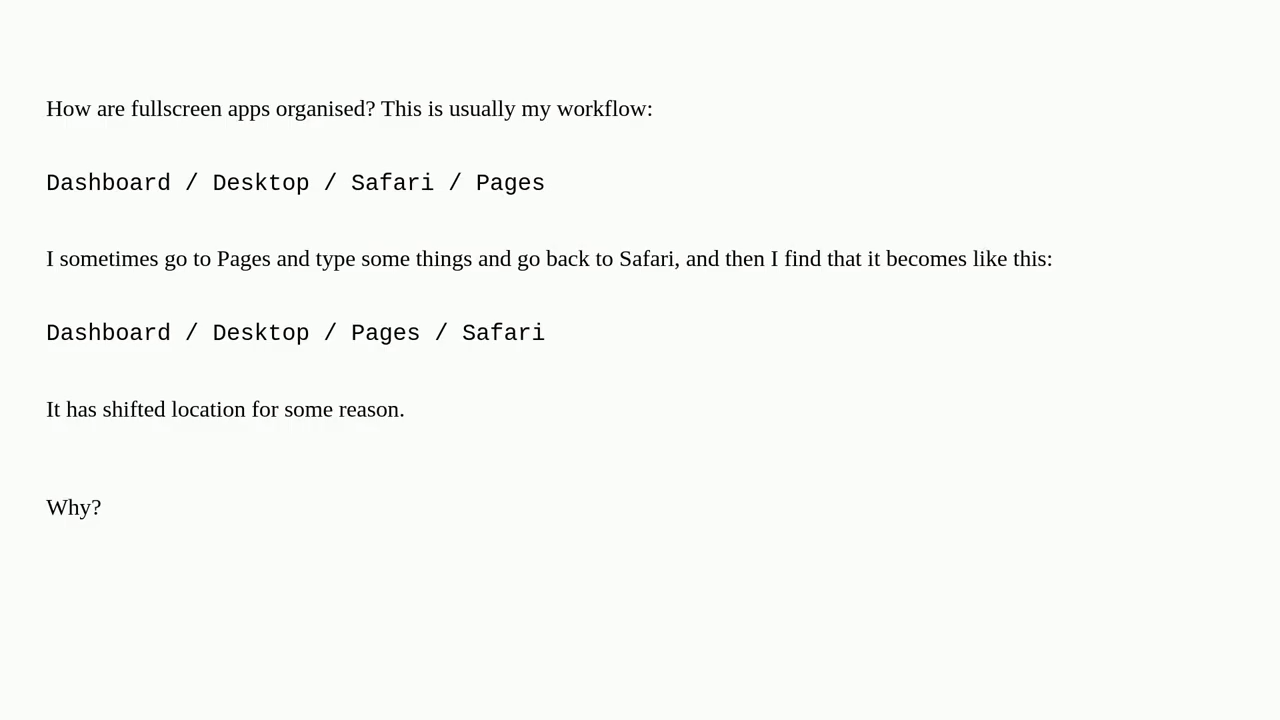 How are fullscreen apps organised? This is usually my workflow:
Dashboard / Desktop / Safari / Pages
I sometimes go to Pages and type some things and go back to Safari, and then I find that it becomes like this:
Dashboard / Desktop / Pages / Safari
It has shifted location for some reason.
Why?